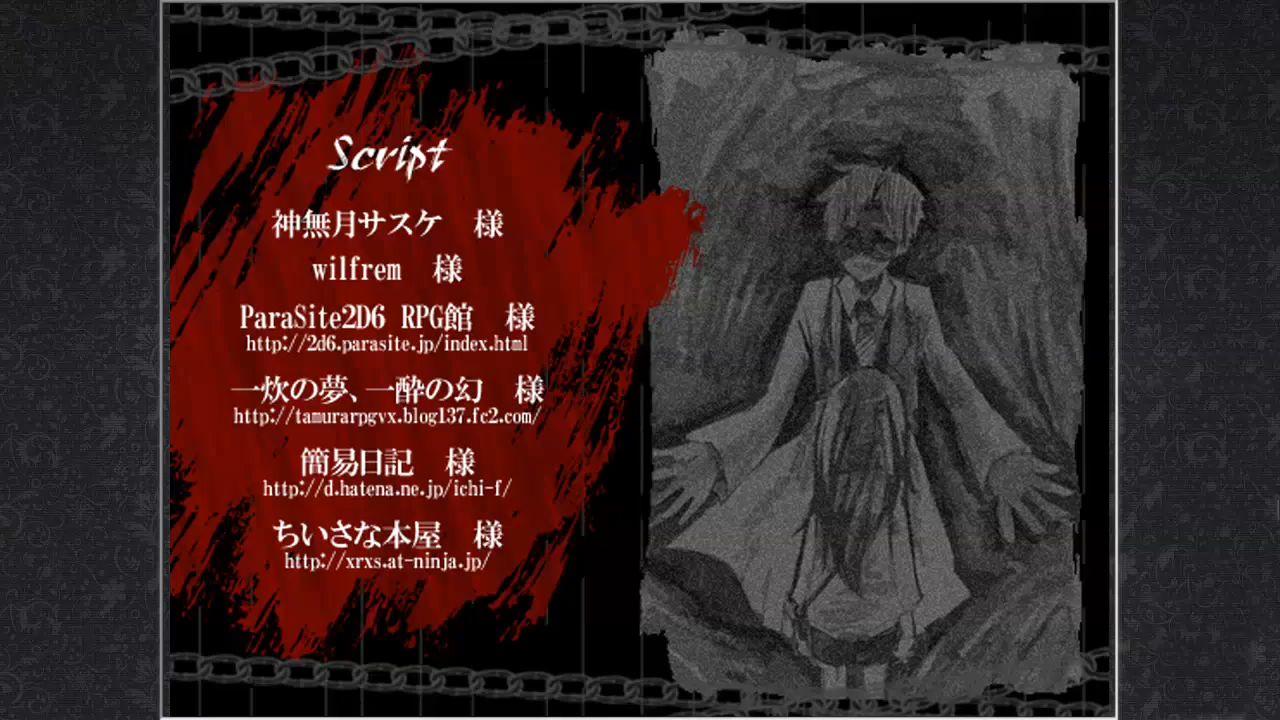 Script
神無月サスケ　様
wilfrem　様
ParaSite2D6 RPG館　様
http://2d6.parasite.jp/index.html
一炊の夢、一酔の幻　様
http://tamurarpgvx.blog137.fc2.com/
簡易日記　様
http://d.hatena.ne.jp/ichi-f/
ちいさな本屋　様
http://xrxs.at-ninja.jp/